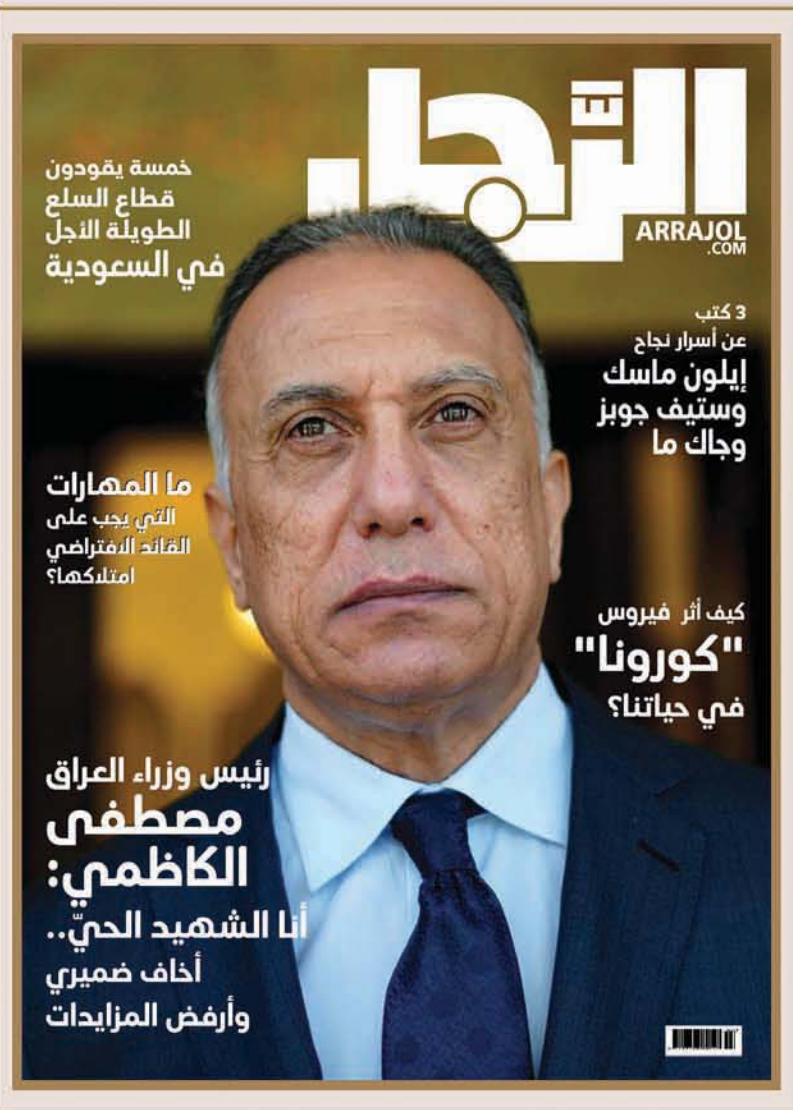 الرَّجل
ARRAJOL
.COM
خمسة يقودون
قطاع السلع
الطويلة الأجل
في السعودية
3 كتب
عن أسرار نجاح
إيلون ماسك
وستيف جوبز
وجاك ما
ما المهارات
التي يجب على
القائد الافتراضي
امتلاكها؟
كيف أثر فيروس
"كورونا"
في حياتنا؟
رئيس وزراء العراق
مصطفى
الكاظمي:
أنا الشهيد الحيّ..
أخاف ضميري
وأرفض المزايدات